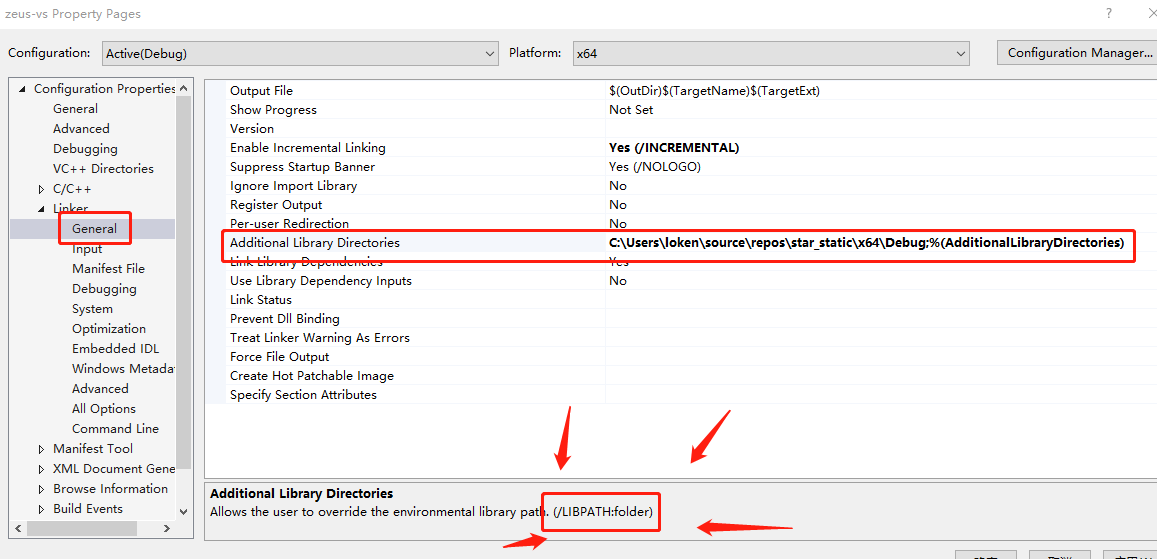 zeus-vs Property Pages
Configuration: Active(Debug) Platform: x64 Configuration Manager...
Configuration Properties
General
Advanced
Debugging
VC++ Directories
C/C++
Linker
General
Input
Manifest File
Debugging
System
Optimization
Embedded IDL
Windows Metada
Advanced
All Options
Command Line
Manifest Tool
XML Document Gene
Browse Information
Build Events
Output File $(OutDir)$(TargetName)$(TargetExt)
Show Progress Not Set
Version
Enable Incremental Linking Yes (/INCREMENTAL)
Suppress Startup Banner Yes (/NOLOGO)
Ignore Import Library No
Register Output No
Per-user Redirection No
Additional Library Directories C:\Users\loken\source\repos\star_static\x64\Debug;%(AdditionalLibraryDirectories)
Link Library Dependencies Yes
Use Library Dependency Inputs No
Link Status
Prevent Dll Binding
Treat Linker Warning As Errors
Force File Output
Create Hot Patchable Image
Specify Section Attributes
Additional Library Directories
Allows the user to override the environmental library path. (/LIBPATH:folder)